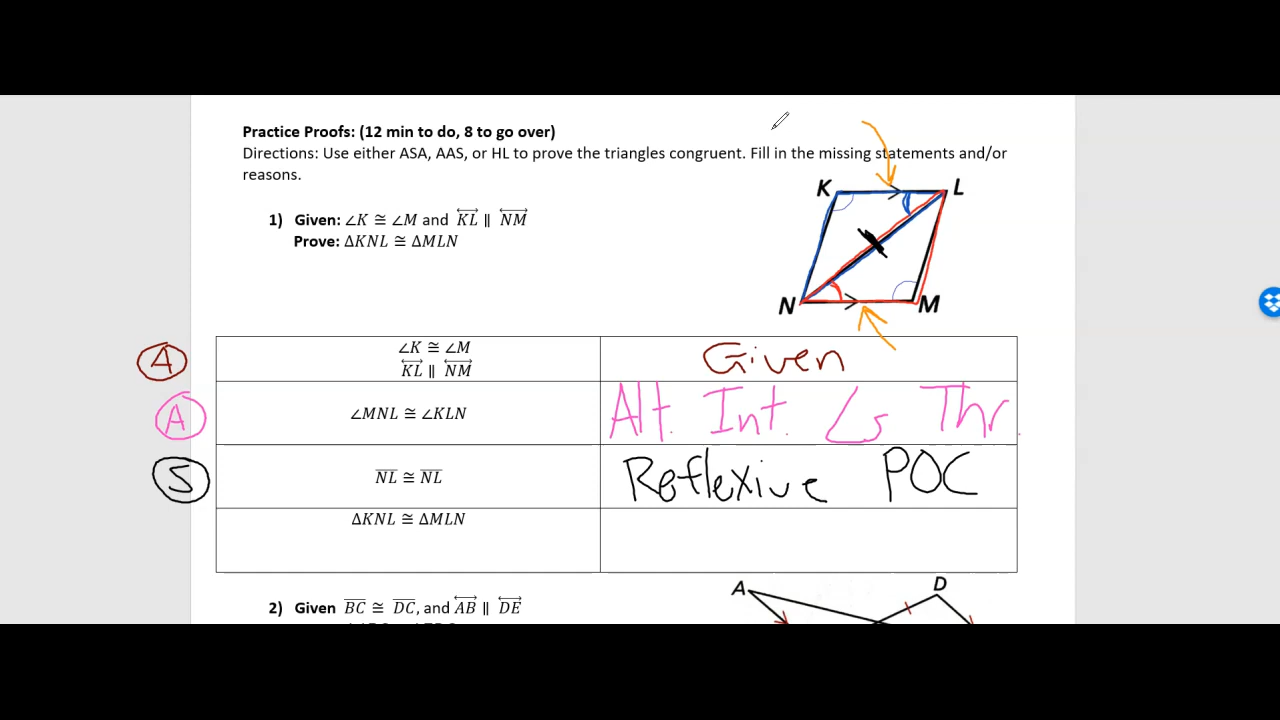 Practice Proofs: (12 min to do, 8 to go over)
Directions: Use either ASA, AAS, or HL to prove the triangles congruent. Fill in the missing statements and/or
reasons.
K
L
1) Given: ∠K ≅ ∠M and KL ∥ NM
Prove: ΔKNL ≅ ΔMLN
N
M
A
∠K ≅ ∠M
KL ∥ NM
Given
A
∠MNL ≅ ∠KLN
Alt. Int. ∠s Thr.
S
NL ≅ NL
Reflexive POC
ΔKNL ≅ ΔMLN
A
D
2) Given BC ≅ DC, and AB ∥ DE